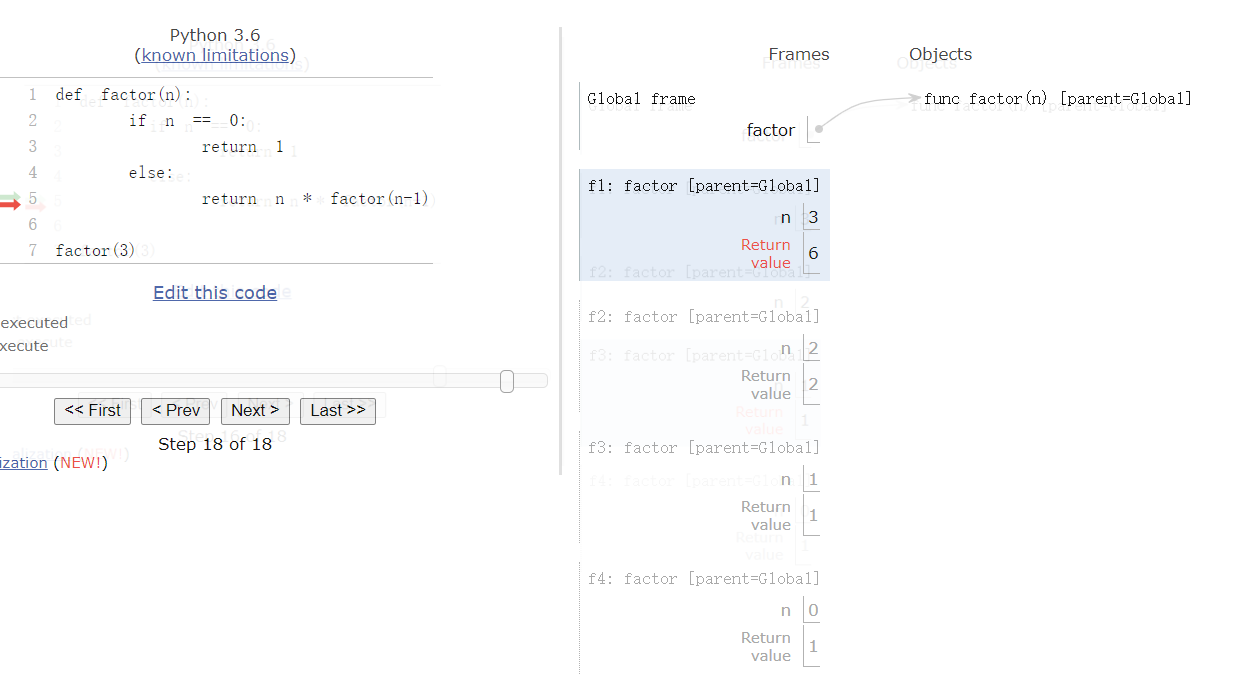 Python 3.6
(known limitations)
1 def factor(n):
2 if n == 0:
3 return 1
4 else:
5 return n * factor(n-1)
6
7 factor(3)
Edit this code
executed
xecute
<< First < Prev Next > Last >>
Step 18 of 18
ization (NEW!)
Frames Objects
Global frame
factor
func factor(n) [parent=Global]
f1: factor [parent=Global]
n 3
Return
value 6
f2: factor [parent=Global]
n 2
Return
value 2
f3: factor [parent=Global]
n 1
Return
value 1
f4: factor [parent=Global]
n 0
Return
value 1